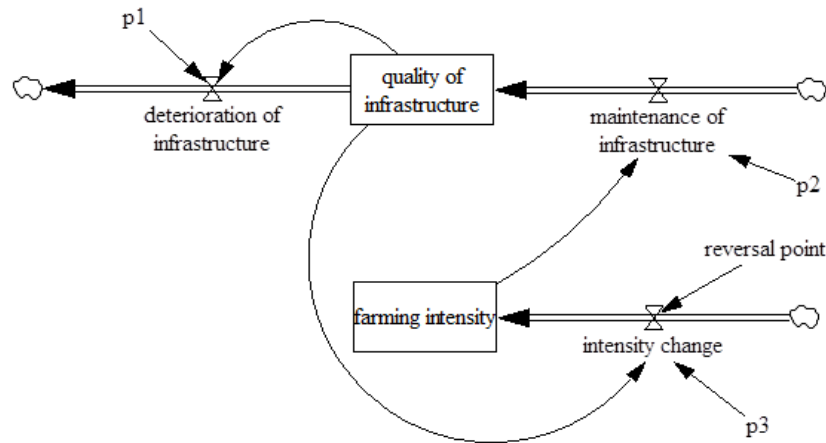 p1
quality of
infrastructure
deterioration of
infrastructure
maintenance of
infrastructure
p2
reversal point
farming intensity
intensity change
p3